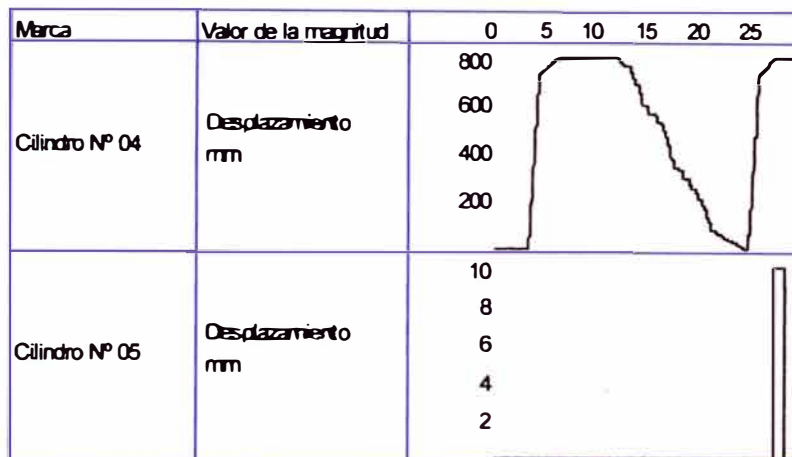 Marca Valor de la magnitud 0 5 10 15 20 25
Cilindro Nº 04
Desplazamiento
mm
800
600
400
200
Cilindro Nº 05
Desplazamiento
mm
10
8
6
4
2